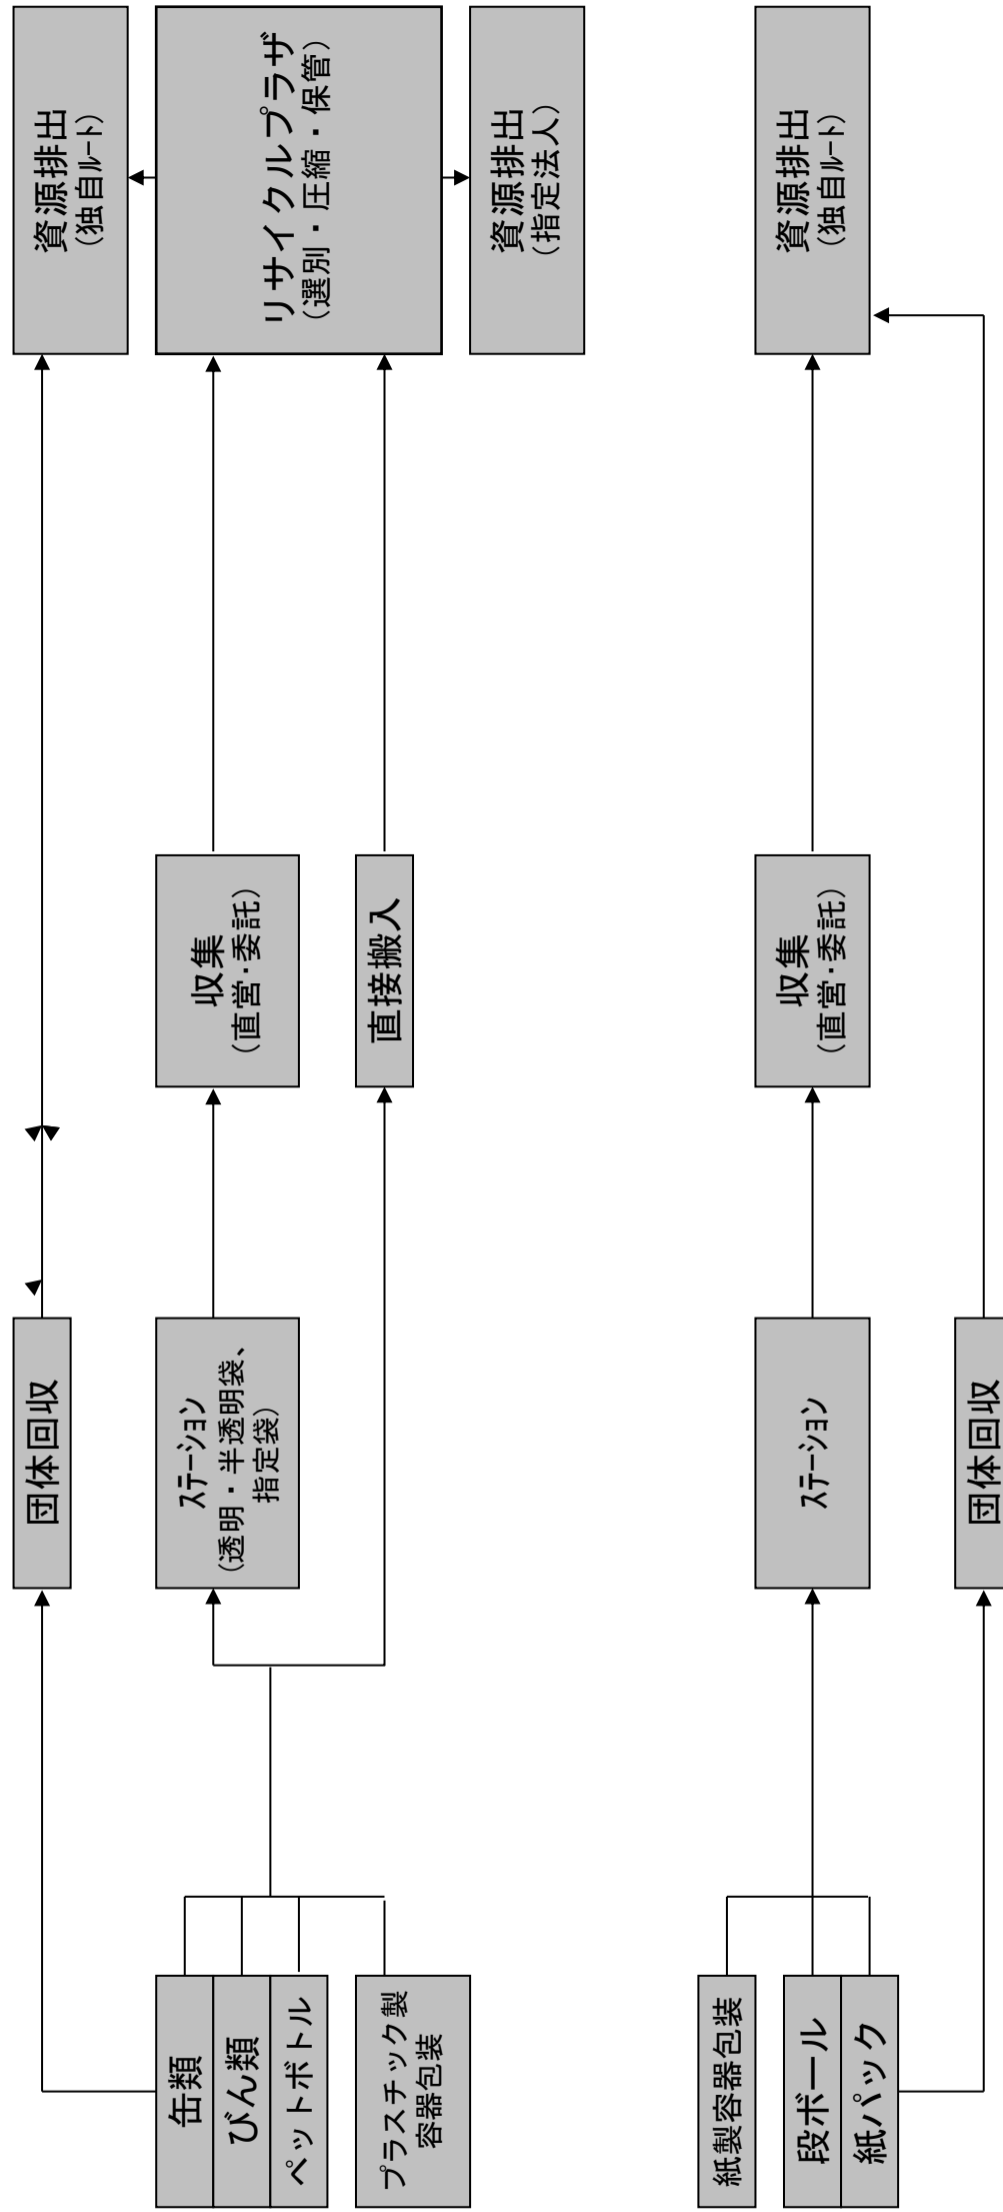 缶類
びん類
ペットボトル
プラスチック製
容器包装
団体回収
ステーション
(透明・半透明袋、
指定袋)
収集
(直営・委託)
直接搬入
資源排出
(独自ルート)
リサイクルプラザ
(選別・圧縮・保管)
資源排出
(指定法人)
紙製容器包装
段ボール
紙パック
ステーション
団体回収
収集
(直営・委託)
資源排出
(独自ルート)